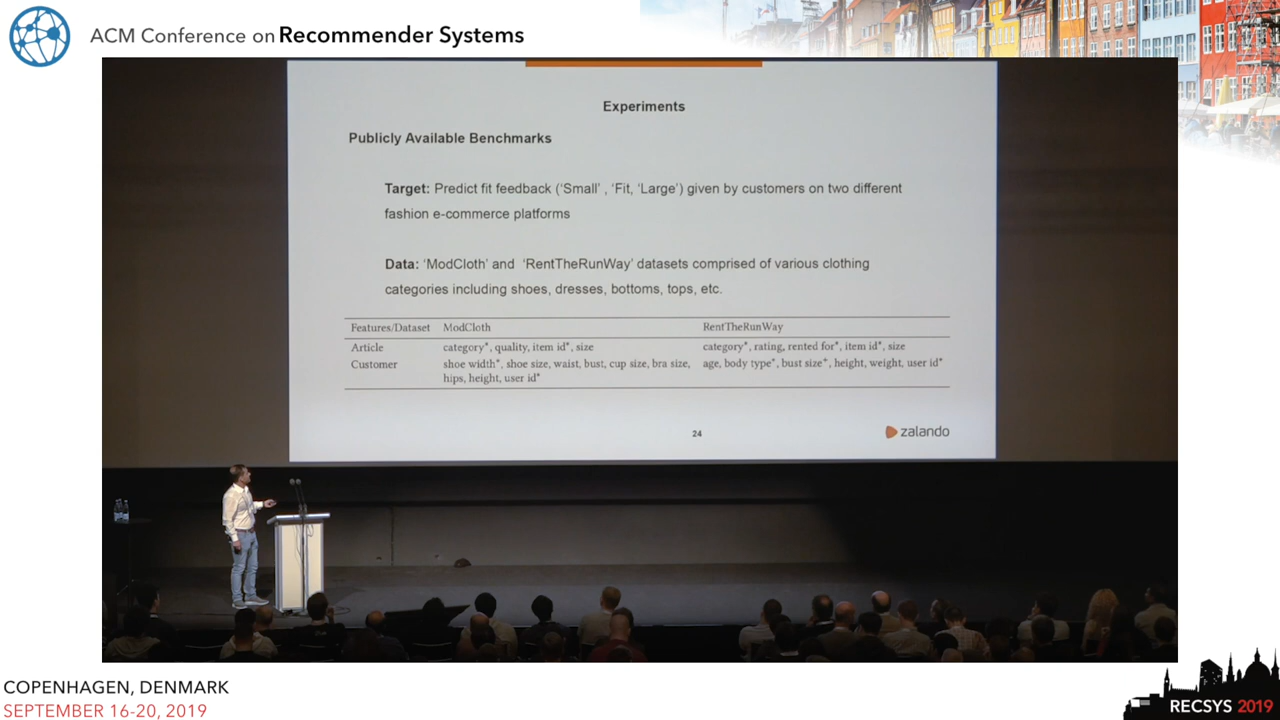 ACM Conference on Recommender Systems
Experiments
Publicly Available Benchmarks
Target: Predict fit feedback ('Small' , 'Fit, 'Large') given by customers on two different
fashion e-commerce platforms
Data: 'ModCloth' and 'RentTheRunWay' datasets comprised of various clothing
categories including shoes, dresses, bottoms, tops, etc.
Features/Dataset ModCloth RentTheRunWay
Article category*, quality, item id*, size category*, rating, rented for*, item id*, size
Customer shoe width*, shoe size, waist, bust, cup size, bra size, age, body type*, bust size*, height, weight, user id*
hips, height, user id*
24
zalando
COPENHAGEN, DENMARK
SEPTEMBER 16-20, 2019
RECSYS 2019